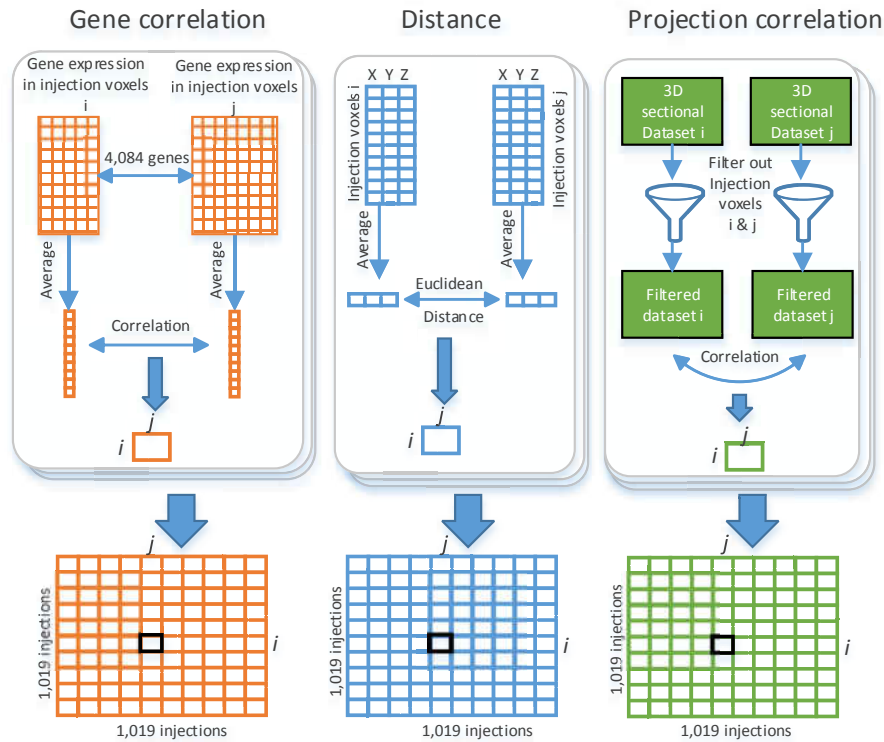 Gene correlation
Gene expression
in injection voxels
i
Gene expression
in injection voxels
j
4,084 genes
Average
Average
Correlation
j
i
j
1,019 injections
i
1,019 injections
Distance
X Y Z
X Y Z
Injection voxels i
Injection voxels j
Average
Average
Euclidean
Distance
j
i
j
1,019 injections
i
1,019 injections
Projection correlation
3D
sectional
Dataset i
3D
sectional
Dataset j
Filter out
Injection
voxels
i & j
Filtered
dataset i
Filtered
dataset j
Correlation
j
i
j
1,019 injections
i
1,019 injections